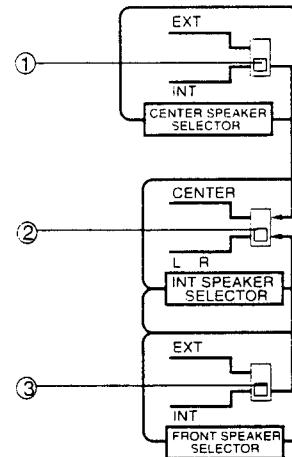 EXT
①
INT
CENTER SPEAKER
SELECTOR
CENTER
②
L R
INT SPEAKER
SELECTOR
EXT
③
INT
FRONT SPEAKER
SELECTOR